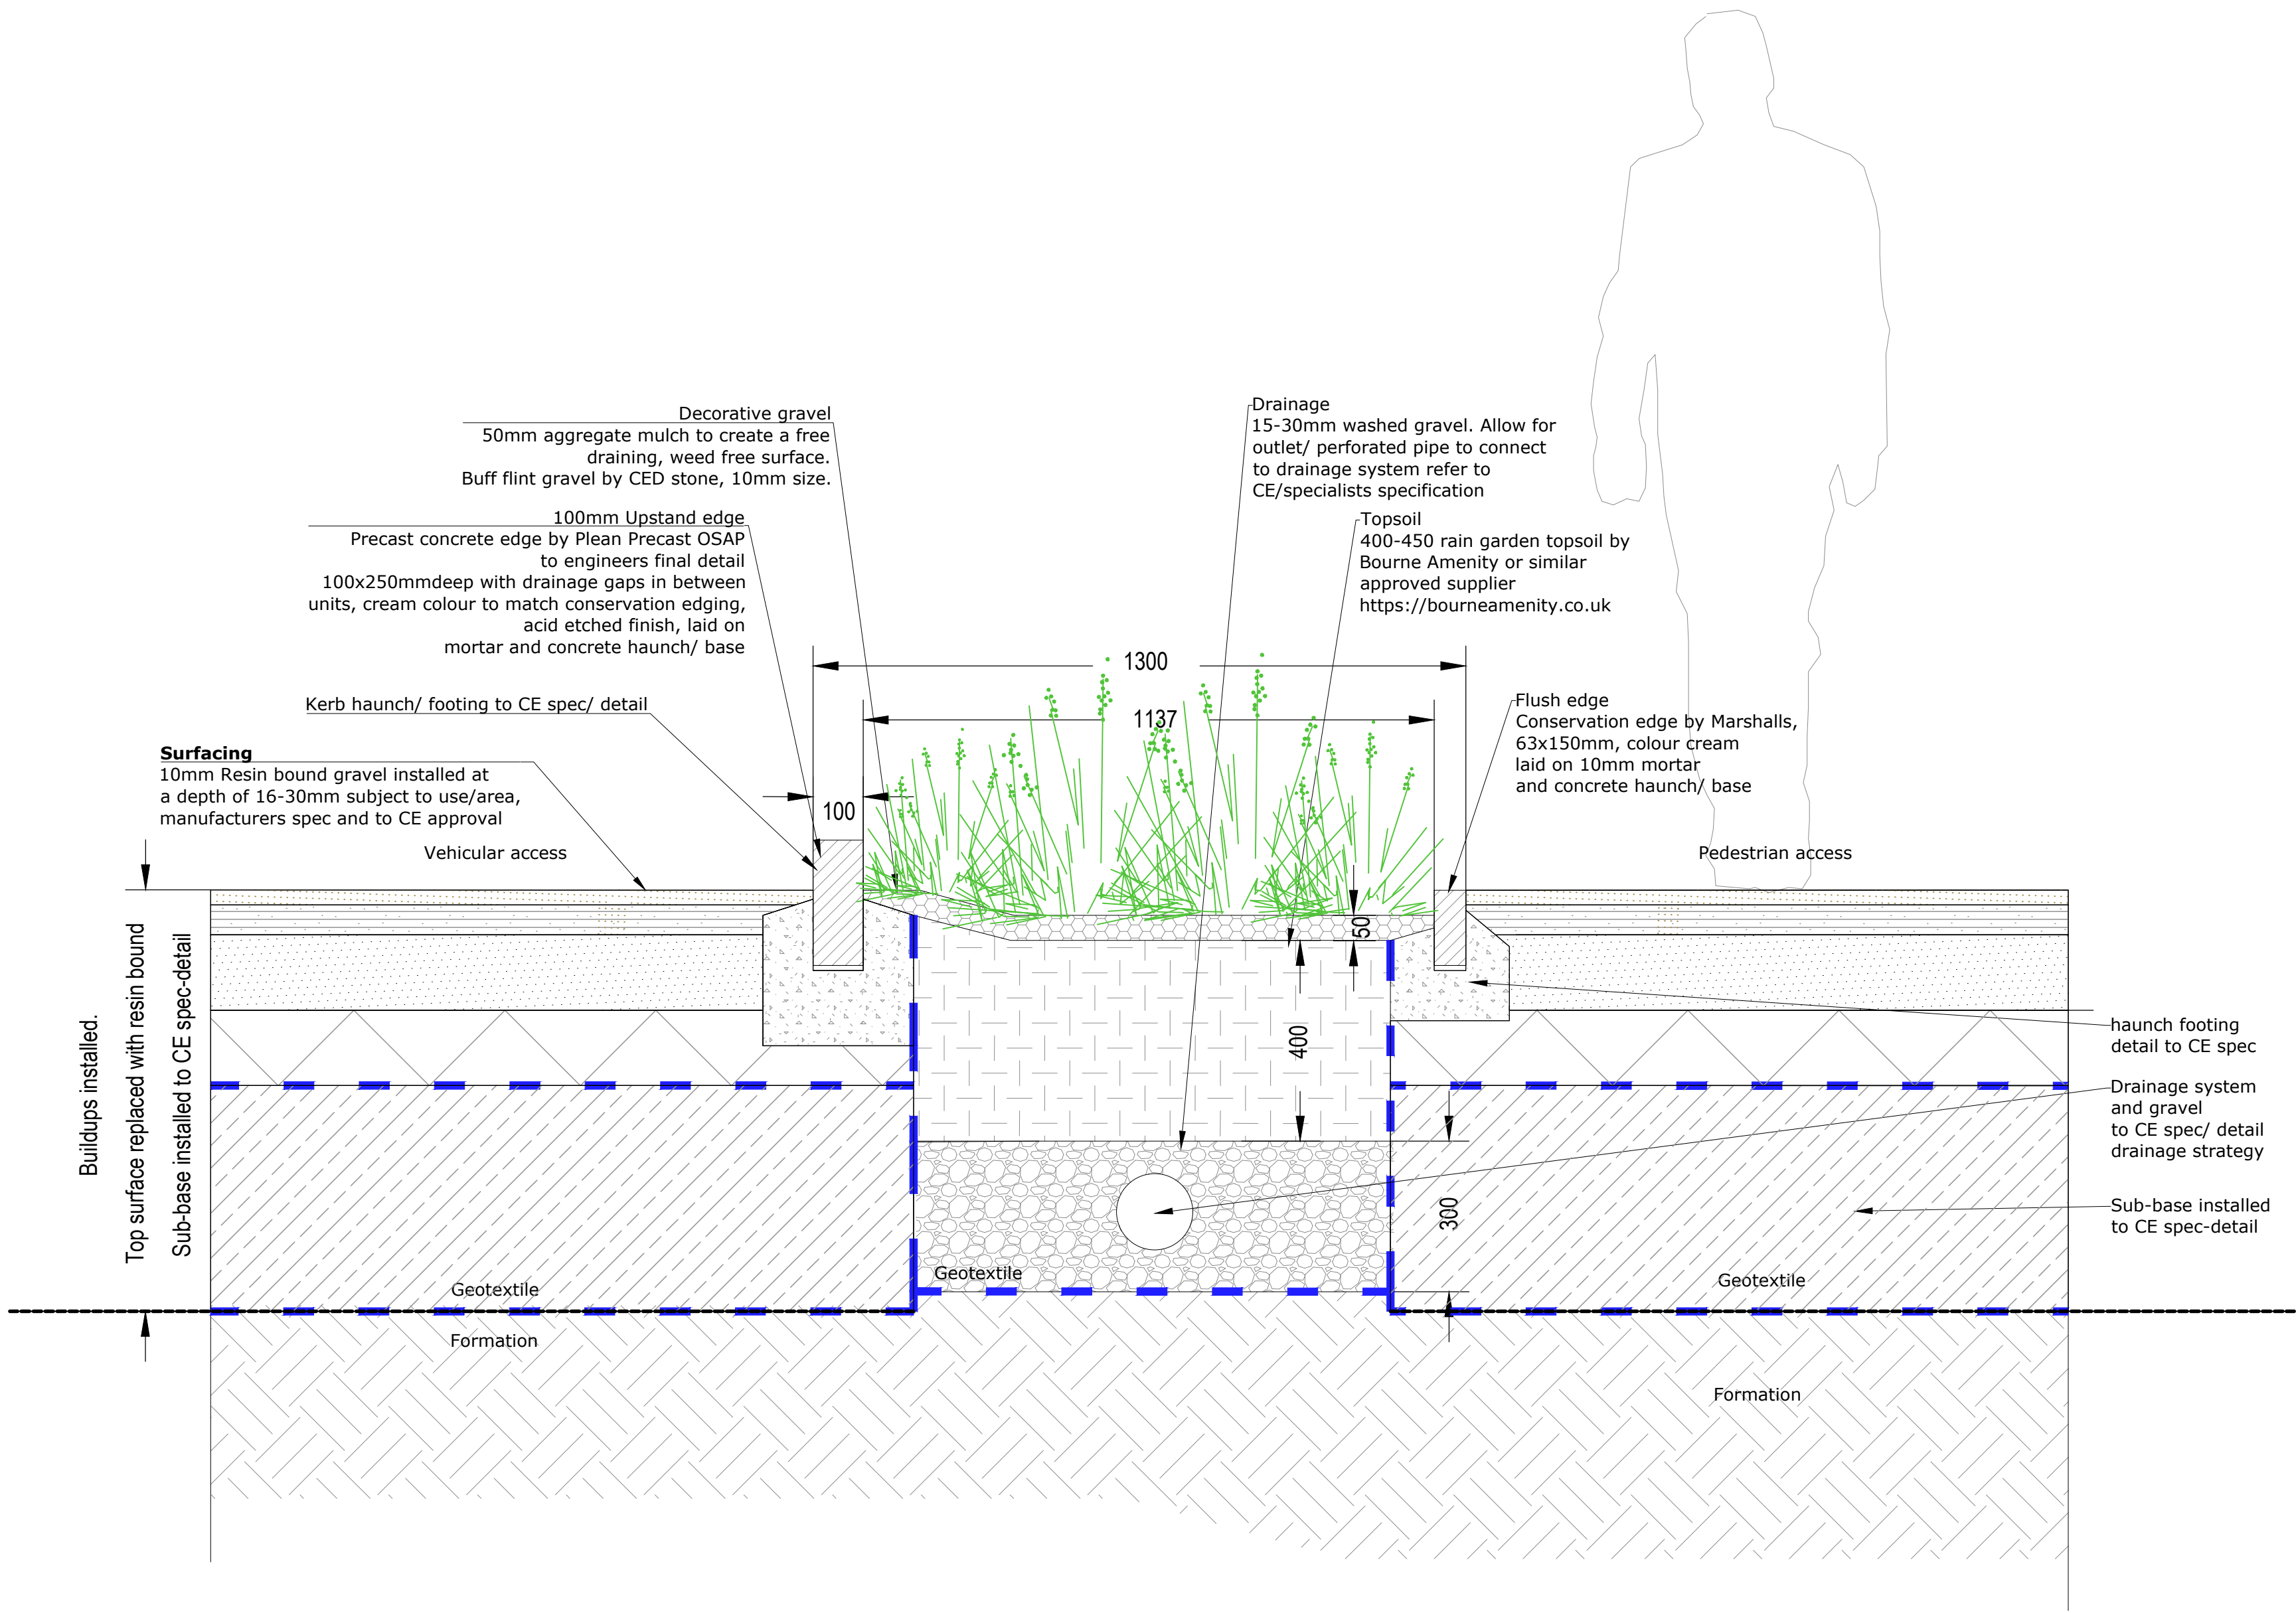 Decorative gravel
50mm aggregate mulch to create a free
draining, weed free surface.
Buff flint gravel by CED stone, 10mm size.
100mm Upstand edge
Precast concrete edge by Plean Precast OSAP
to engineers final detail
100x250mmdeep with drainage gaps in between
units, cream colour to match conservation edging,
acid etched finish, laid on
mortar and concrete haunch/ base
Kerb haunch/ footing to CE spec/ detail
Surfacing
10mm Resin bound gravel installed at
a depth of 16-30mm subject to use/area,
manufacturers spec and to CE approval
Vehicular access
Drainage
15-30mm washed gravel. Allow for
outlet/ perforated pipe to connect
to drainage system refer to
CE/specialists specification
Topsoil
400-450 rain garden topsoil by
Bourne Amenity or similar
approved supplier
https://bourneamenity.co.uk
1300
1137
100
Flush edge
Conservation edge by Marshalls,
63x150mm, colour cream
laid on 10mm mortar
and concrete haunch/ base
Pedestrian access
50
400
300
Buildups installed.
Top surface replaced with resin bound
Sub-base installed to CE spec-detail
haunch footing
detail to CE spec
Drainage system
and gravel
to CE spec/ detail
drainage strategy
Sub-base installed
to CE spec-detail
Geotextile
Geotextile
Geotextile
Formation
Formation